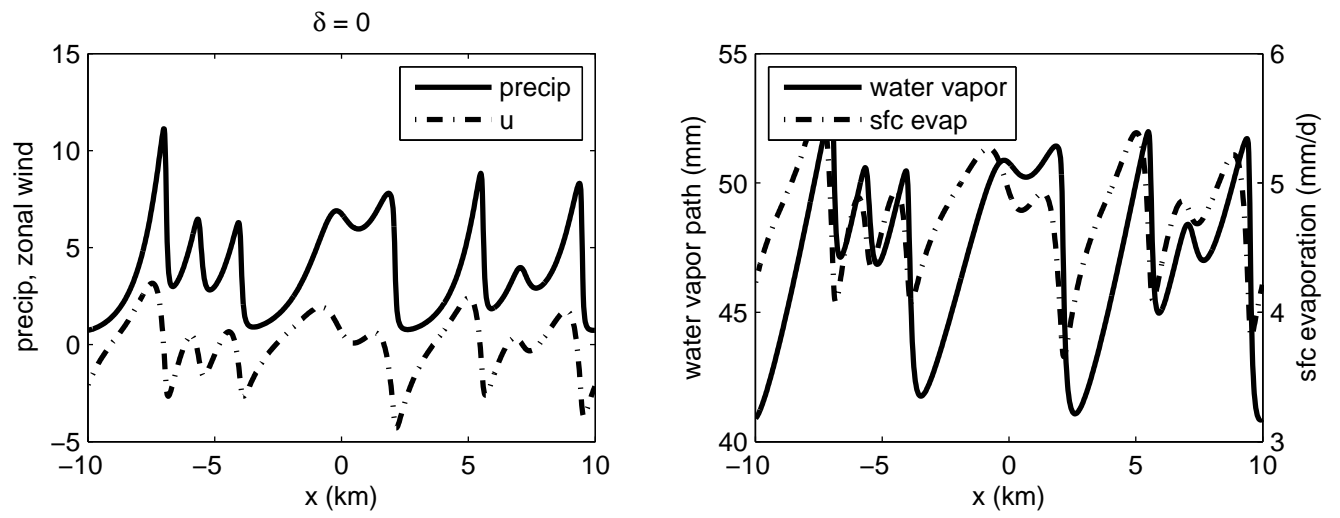 δ = 0
15
10
5
0
−5
−10
−5
0
5
10
x (km)
precip, zonal wind
precip
u
55
50
45
40
−10
−5
0
5
10
x (km)
water vapor path (mm)
water vapor
sfc evap
6
5
4
3
sfc evaporation (mm/d)